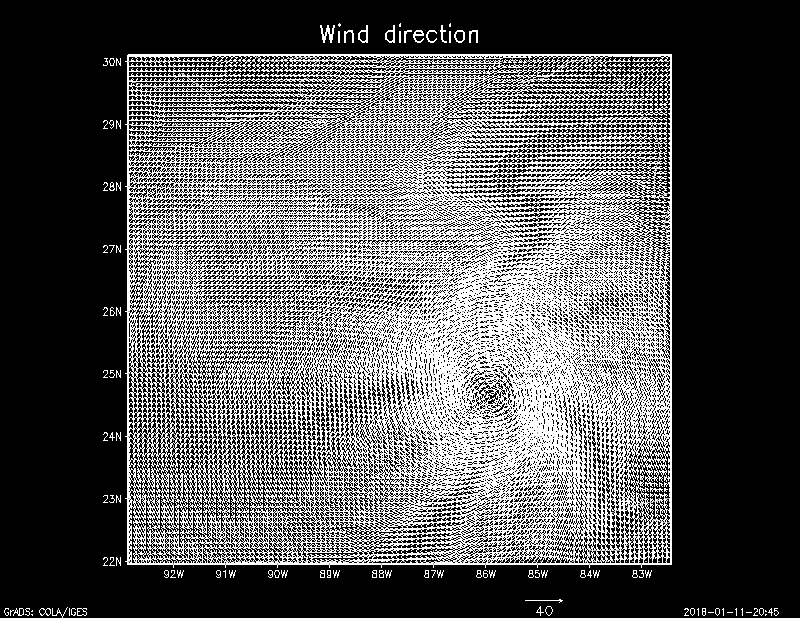 Wind direction
30N
29N
28N
27N
26N
25N
24N
23N
22N
92W 91W 90W 89W 88W 87W 86W 85W 84W 83W
40
GrADS: COLA/IGES 2018-01-11-20:45